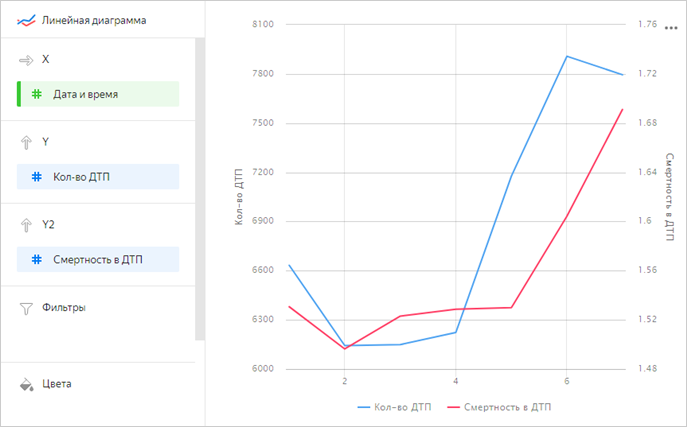 Линейная диаграмма
X
Дата и время
Y
Кол-во ДТП
Y2
Смертность в ДТП
Фильтры
Цвета
8100
7800
7500
7200
6900
6600
6300
6000
Кол-во ДТП
2
4
6
1.76
1.72
1.68
1.64
1.6
1.56
1.52
1.48
Смертность в ДТП
Кол-во ДТП Смертность в ДТП